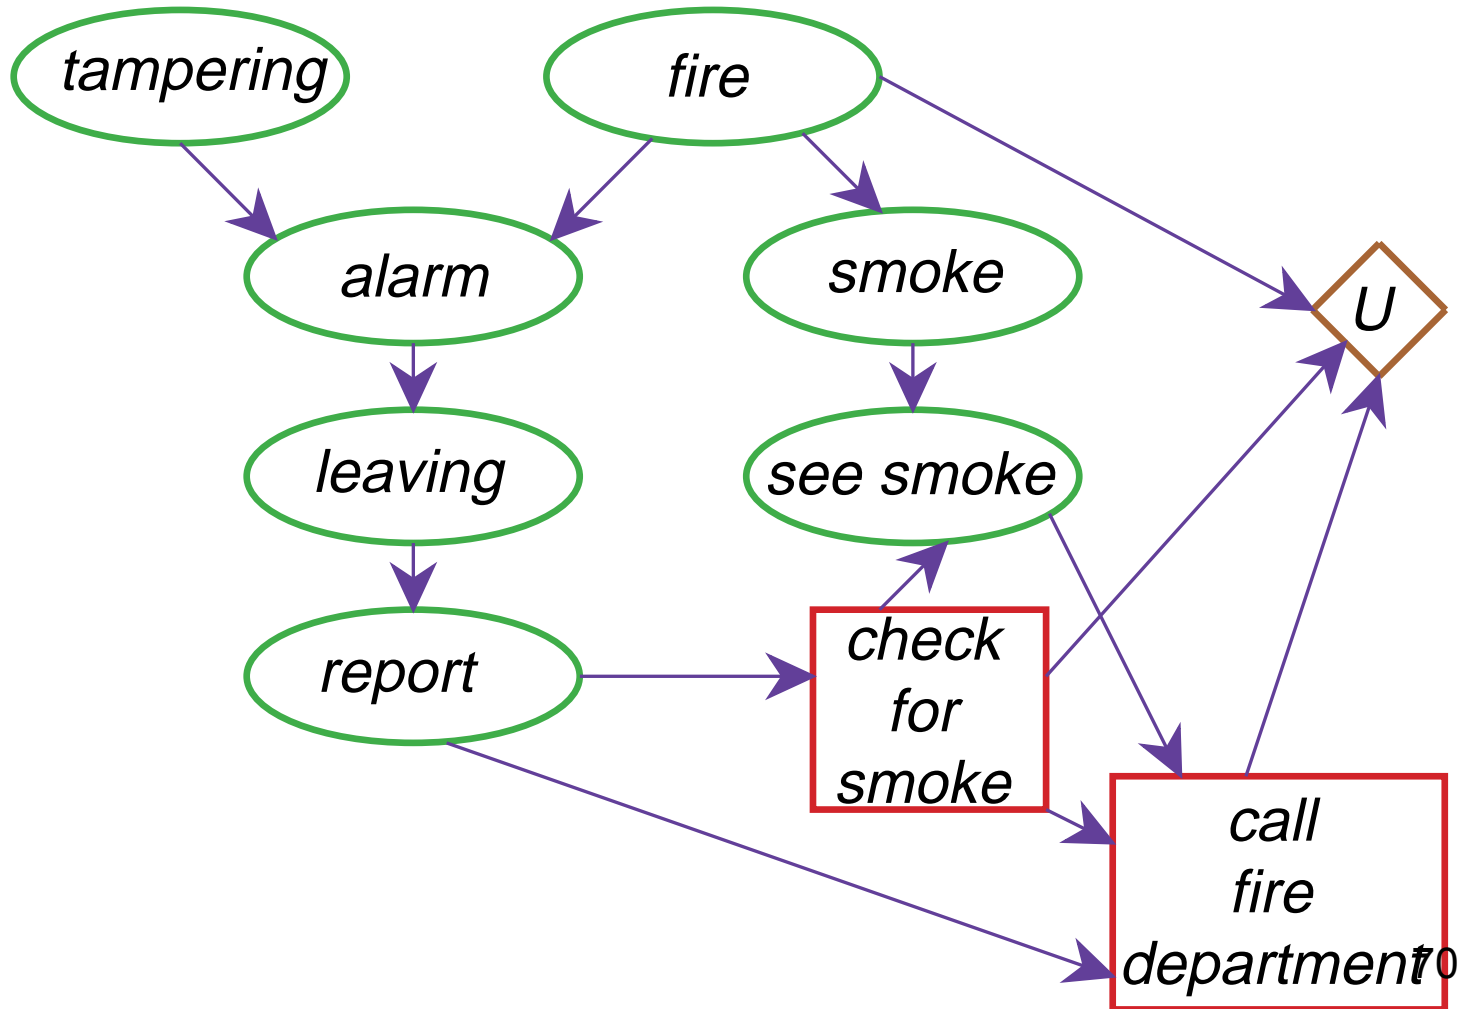 tampering
fire
alarm
smoke
U
leaving
see smoke
report
check
for
smoke
call
fire
department
70